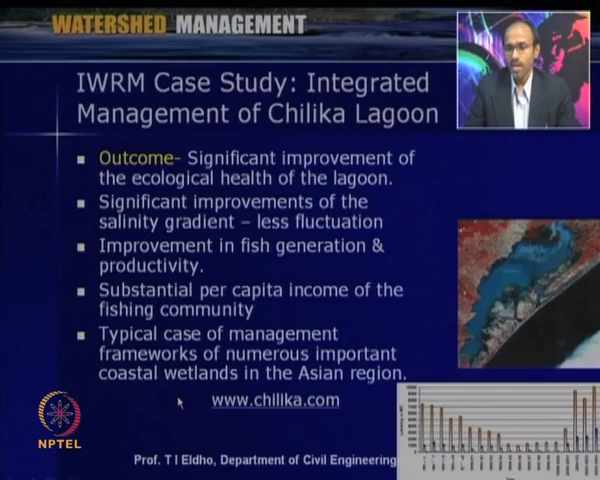 WATERSHED MANAGEMENT
IWRM Case Study: Integrated
Management of Chilika Lagoon
Outcome- Significant improvement of
the ecological health of the lagoon.
Significant improvements of the
salinity gradient – less fluctuation
Improvement in fish generation &
productivity.
Substantial per capita income of the
fishing community
Typical case of management
frameworks of numerous important
coastal wetlands in the Asian region.
www.chilika.com
NPTEL
Prof. T I Eldho, Department of Civil Engineering